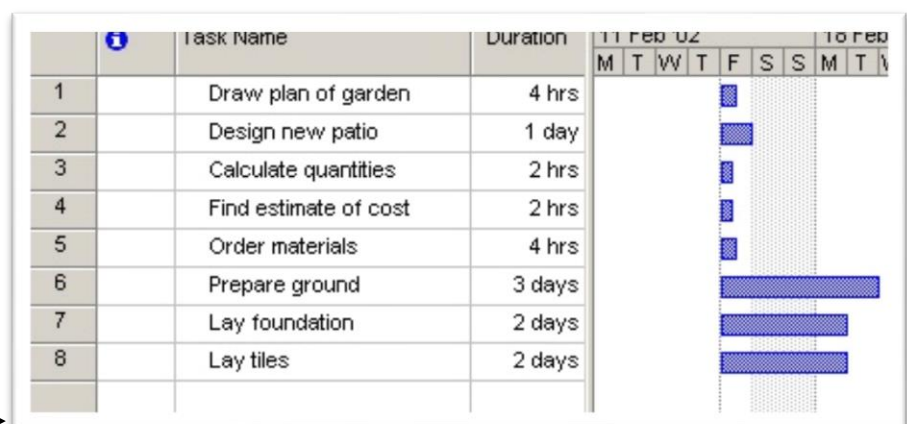 Task Name Duration 11 Feb '02 18 Feb
M T W T F S S M T
1 Draw plan of garden 4 hrs
2 Design new patio 1 day
3 Calculate quantities 2 hrs
4 Find estimate of cost 2 hrs
5 Order materials 4 hrs
6 Prepare ground 3 days
7 Lay foundation 2 days
8 Lay tiles 2 days